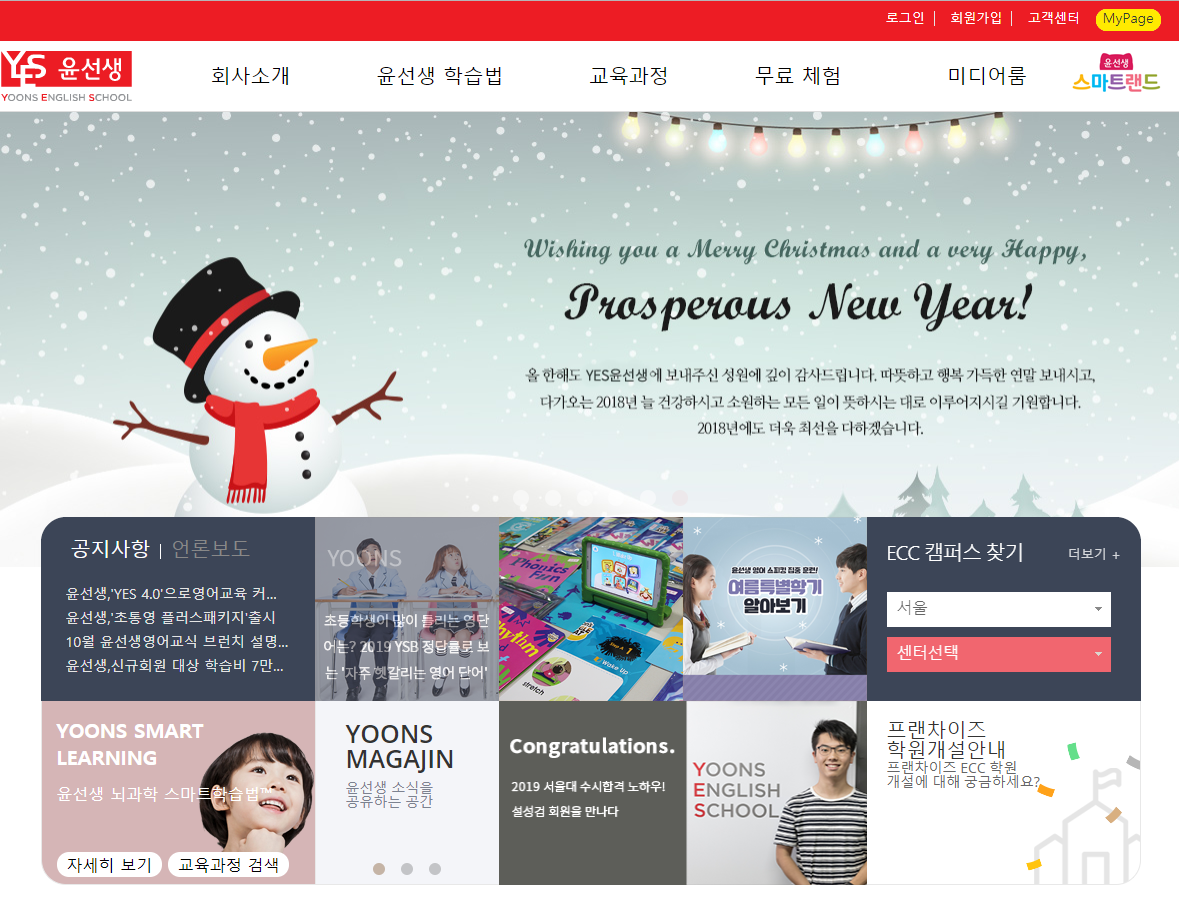 로그인 | 회원가입 | 고객센터 MyPage
YES 윤선생
YOONS ENGLISH SCHOOL
회사소개 윤선생 학습법 교육과정 무료 체험 미디어룸
윤선생
스마트랜드
Wishing you a Merry Christmas and a very Happy,
Prosperous New Year!
올 한해도 YES윤선생에 보내주신 성원에 깊이 감사드립니다. 따뜻하고 행복 가득한 연말 보내시고,
다가오는 2018년 늘 건강하시고 소원하는 모든 일이 뜻하시는 대로 이루어지시길 기원합니다.
2018년에도 더욱 최선을 다하겠습니다.
공지사항 | 언론보도
윤선생,'YES 4.0'으로영어교육 커...
윤선생,'초통영 플러스패키지'출시
10월 윤선생영어교식 브런치 설명...
윤선생,신규회원 대상 학습비 7만...
YOONS
초등학생이 많이 틀리는 영단
어는? 2019 YSB 정답률로 보
는 '자주 헷갈리는 영어 단어'
Phonics
Fun
rhythm
stretch
Wake up
윤선생 영어 스피킹 집중 훈련!
여름특별학기
알아보기
ECC 캠퍼스 찾기 더보기 +
서울
센터선택
YOONS SMART
LEARNING
윤선생 뇌과학 스마트학습법™
자세히 보기 교육과정 검색
YOONS
MAGAJIN
윤선생 소식을
공유하는 공간
Congratulations.
2019 서울대 수시합격 노하우!
설성검 회원을 만나다
YOONS
ENGLISH
SCHOOL
프랜차이즈
학원개설안내
프랜차이즈 ECC 학원
개설에 대해 궁금하세요?